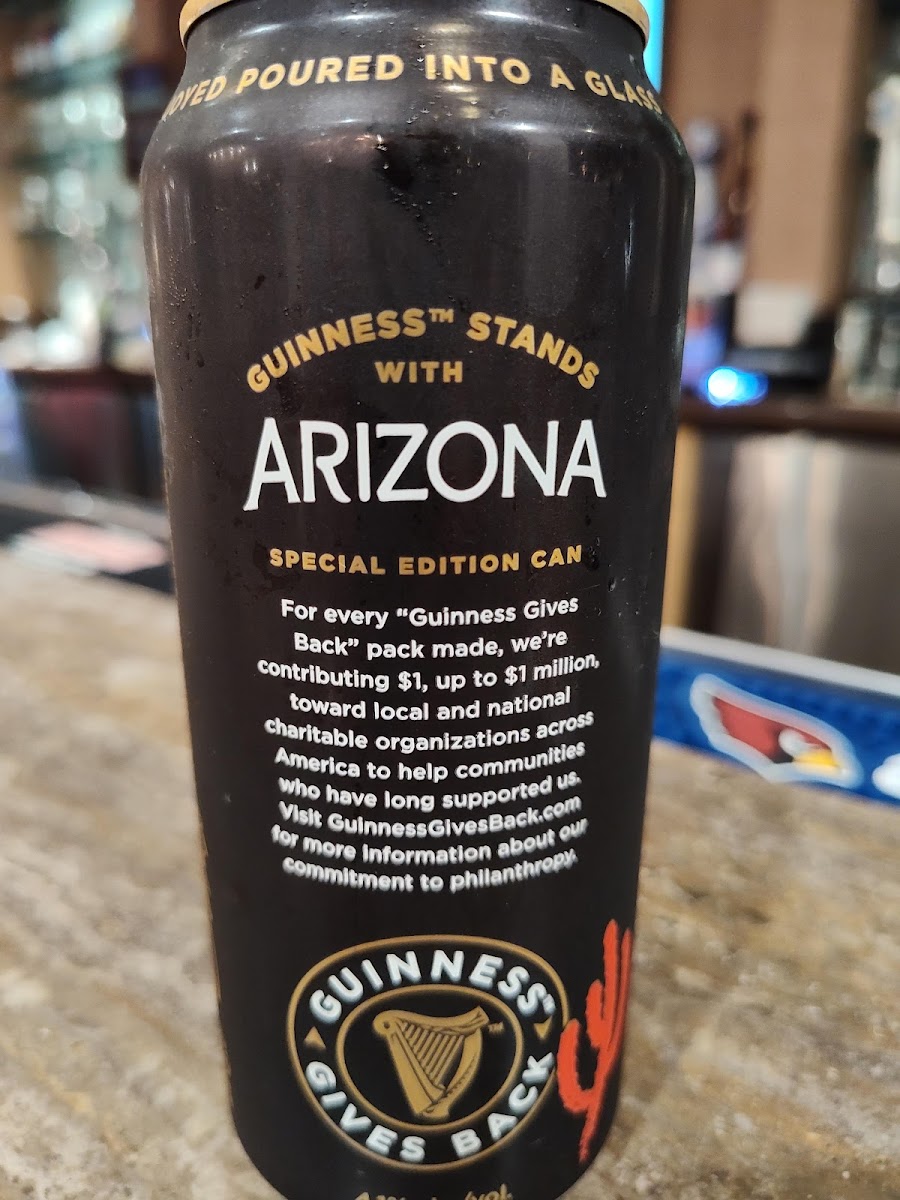 POURED INTO A GLASS
GUINNESS™ STANDS
WITH
ARIZONA
SPECIAL EDITION CAN
For every “Guinness Gives
Back” pack made, we’re
contributing $1, up to $1 million,
toward local and national
charitable organizations across
America to help communities
who have long supported us.
Visit GuinnessGivesBack.com
for more information about our
commitment to philanthropy.
GUINNESS™
GIVES BACK